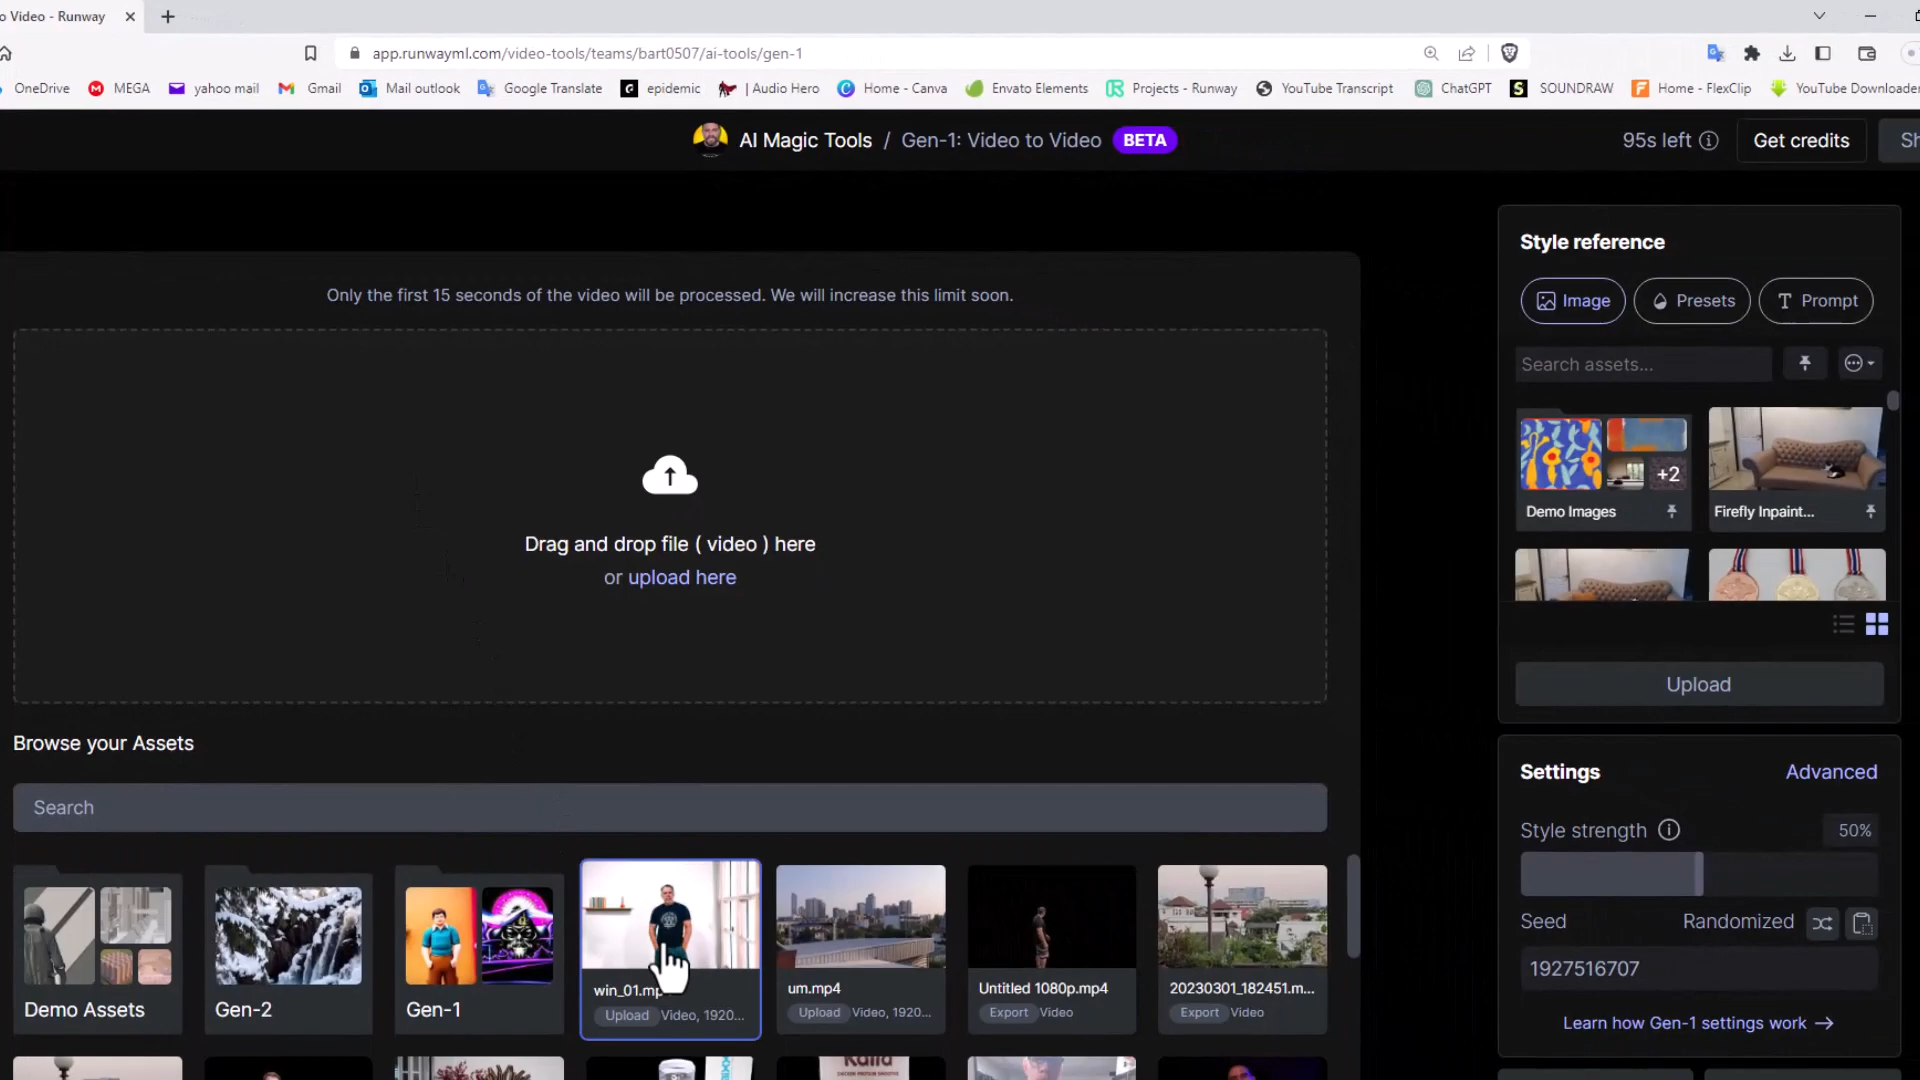 o Video - Runway
app.runwayml.com/video-tools/teams/bart0507/ai-tools/gen-1
OneDrive MEGA yahoo mail Gmail Mail outlook Google Translate epidemic | Audio Hero Home - Canva Envato Elements Projects - Runway YouTube Transcript ChatGPT SOUNDRAW Home - FlexClip YouTube Downloader
AI Magic Tools / Gen-1: Video to Video BETA
95s left Get credits Sh
Only the first 15 seconds of the video will be processed. We will increase this limit soon.
Drag and drop file ( video ) here
or upload here
Browse your Assets
Search
Demo Assets
Gen-2
Gen-1
win_01.mp
Upload Video, 1920...
um.mp4
Upload Video, 1920...
Untitled 1080p.mp4
Export Video
20230301_182451.m...
Export Video
Style reference
Image Presets Prompt
Search assets...
+2
Demo Images
Firefly Inpaint...
Upload
Settings Advanced
Style strength 50%
Seed Randomized
1927516707
Learn how Gen-1 settings work →